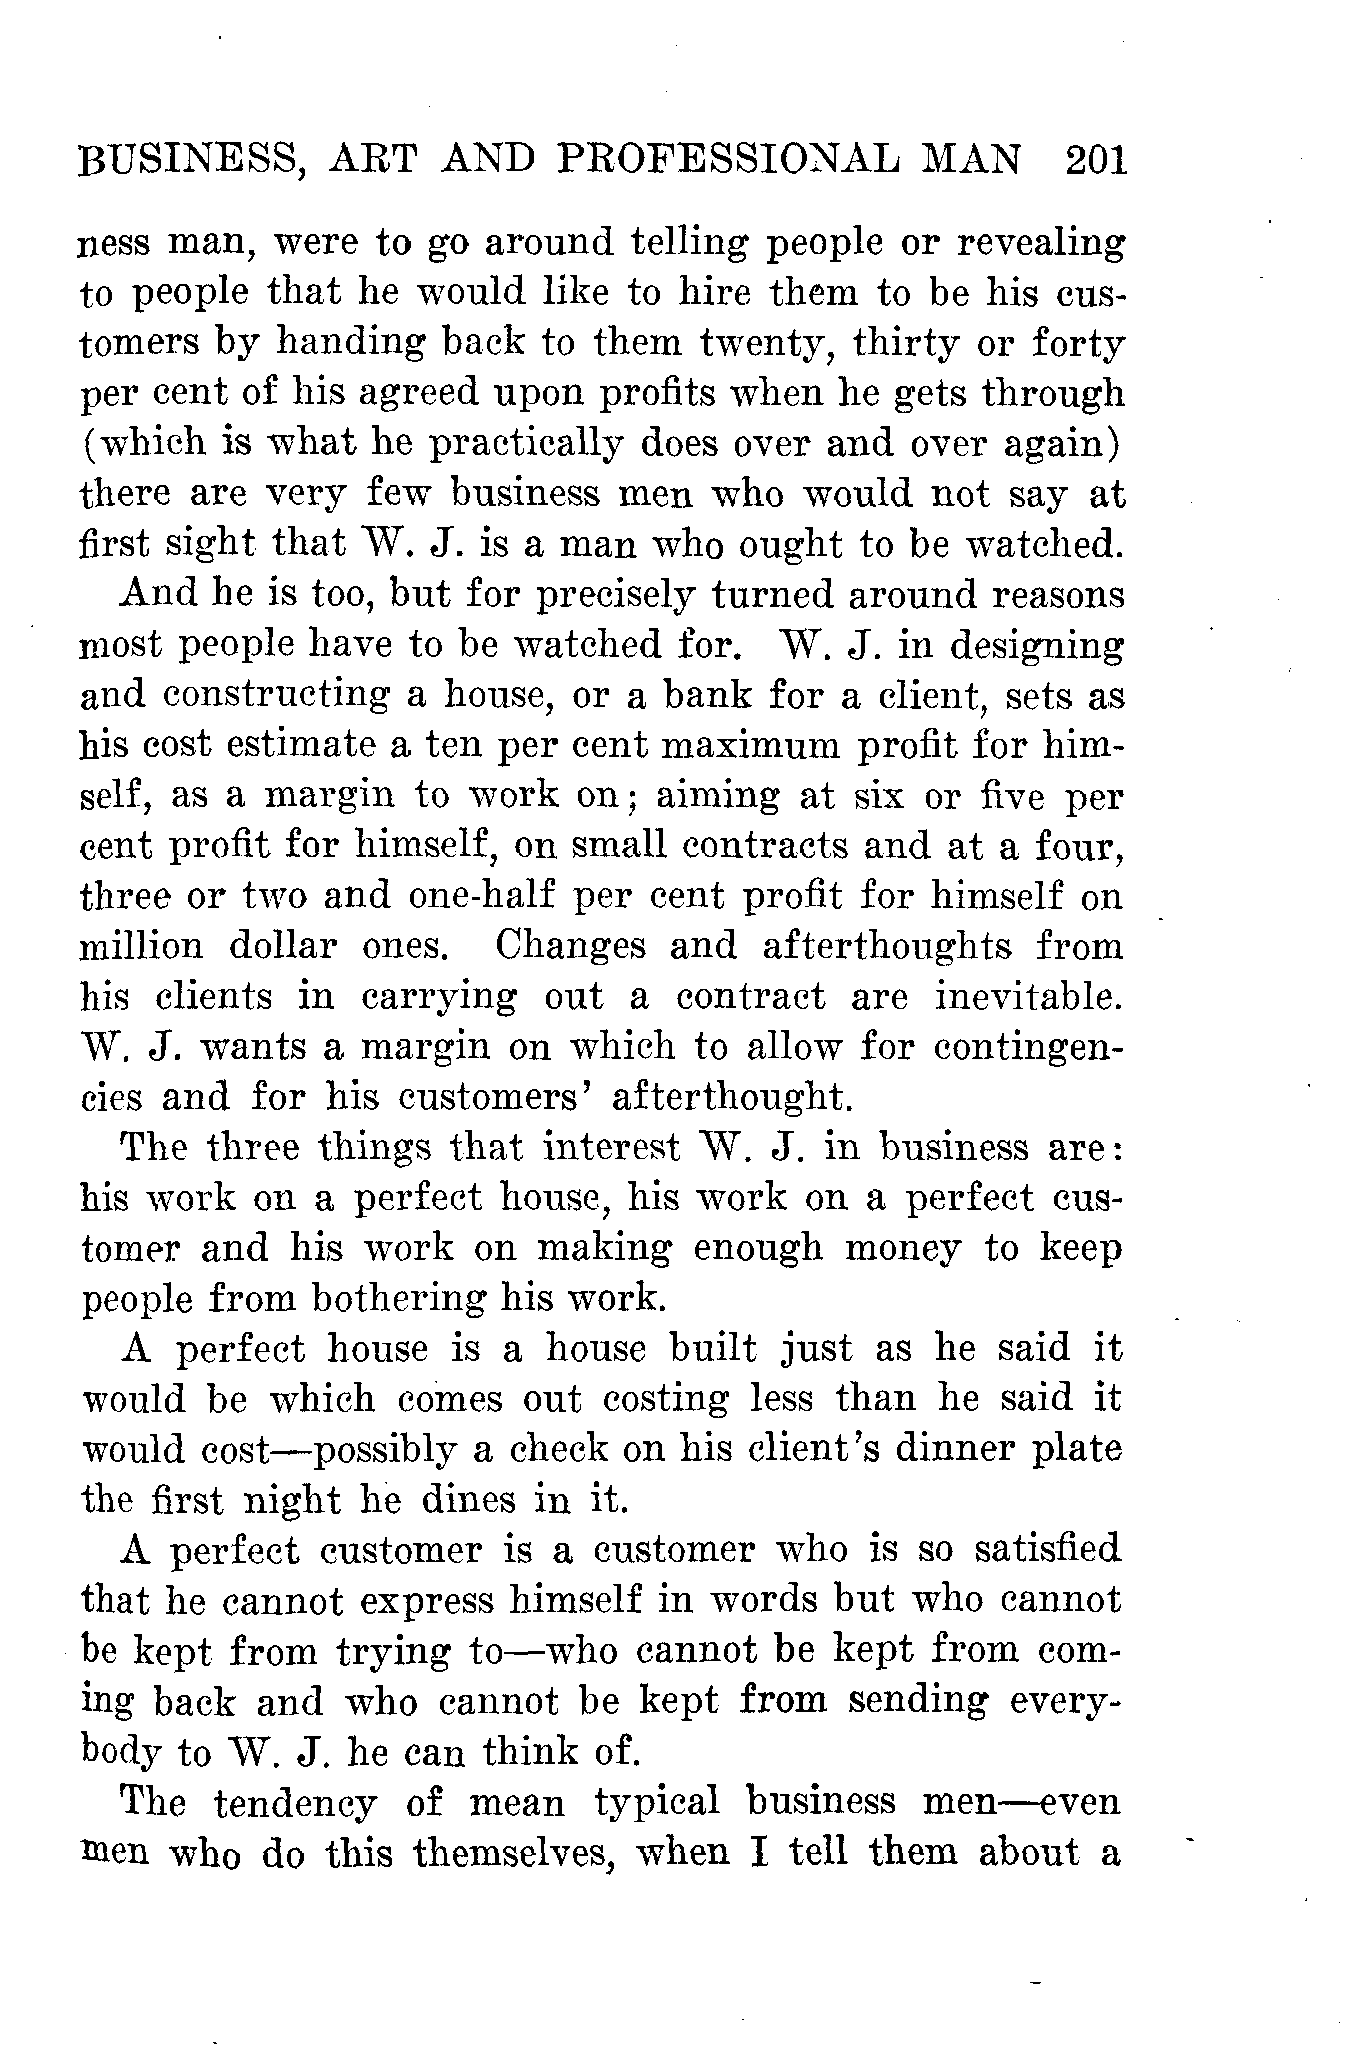 BUSINESS, ART AND PROFESSIONAL MAN 201
ness man, were to go around telling people or revealing
to people that he would like to hire them to be his cus-
tomers by handing back to them twenty, thirty or forty
per cent of his agreed upon profits when he gets through
(which is what he practically does over and over again)
there are very few business men who would not say at
first sight that W. J. is a man who ought to be watched.
And he is too, but for precisely turned around reasons
most people have to be watched for. W. J. in designing
and constructing a house, or a bank for a client, sets as
his cost estimate a ten per cent maximum profit for him-
self, as a margin to work on; aiming at six or five per
cent profit for himself, on small contracts and at a four,
three or two and one-half per cent profit for himself on
million dollar ones. Changes and afterthoughts from
his clients in carrying out a contract are inevitable.
W. J. wants a margin on which to allow for contingen-
cies and for his customers' afterthought.
The three things that interest W. J. in business are:
his work on a perfect house, his work on a perfect cus-
tomer and his work on making enough money to keep
people from bothering his work.
A perfect house is a house built just as he said it
would be which comes out costing less than he said it
would cost—possibly a check on his client's dinner plate
the first night he dines in it.
A perfect customer is a customer who is so satisfied
that he cannot express himself in words but who cannot
be kept from trying to—who cannot be kept from com-
ing back and who cannot be kept from sending every-
body to W. J. he can think of.
The tendency of mean typical business men—even
men who do this themselves, when I tell them about a